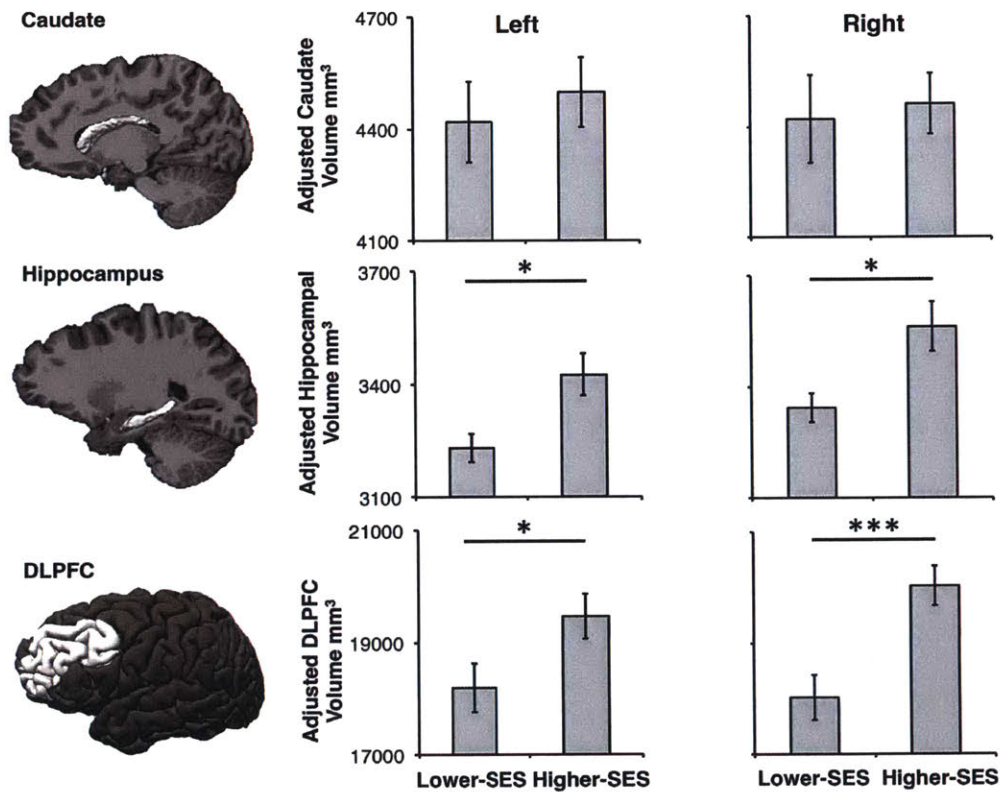 Caudate
Left
Right
Adjusted Caudate
Volume mm³
4700
4400
4100
Hippocampus
Adjusted Hippocampal
Volume mm³
3700
3400
3100
*
*
DLPFC
Adjusted DLPFC
Volume mm³
21000
19000
17000
*
***
Lower-SES Higher-SES
Lower-SES Higher-SES